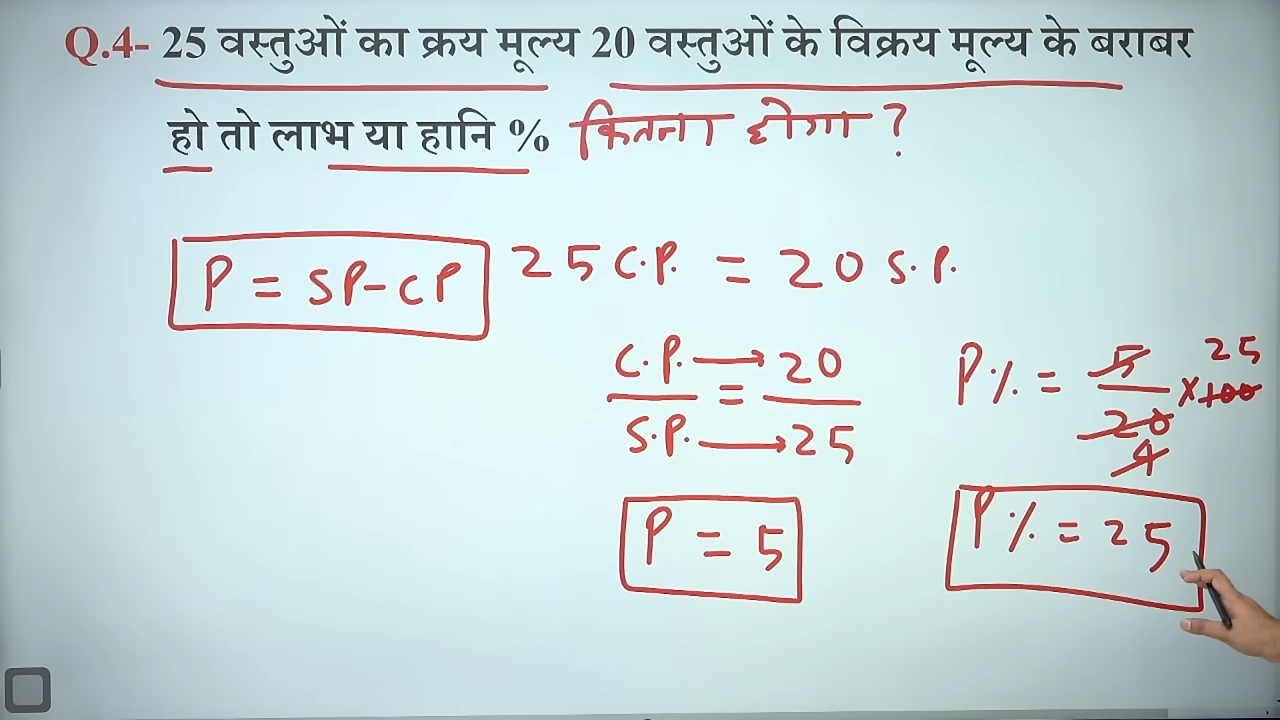 Q.4- 25 वस्तुओं का क्रय मूल्य 20 वस्तुओं के विक्रय मूल्य के बराबर
हो तो लाभ या हानि % कितना होगा ?
P = SP-CP
25 C.P. = 20 S.P.
C.P. → 20
=
S.P. → 25
P = 5
P% = 5 25
× 100
20
4
P% = 25